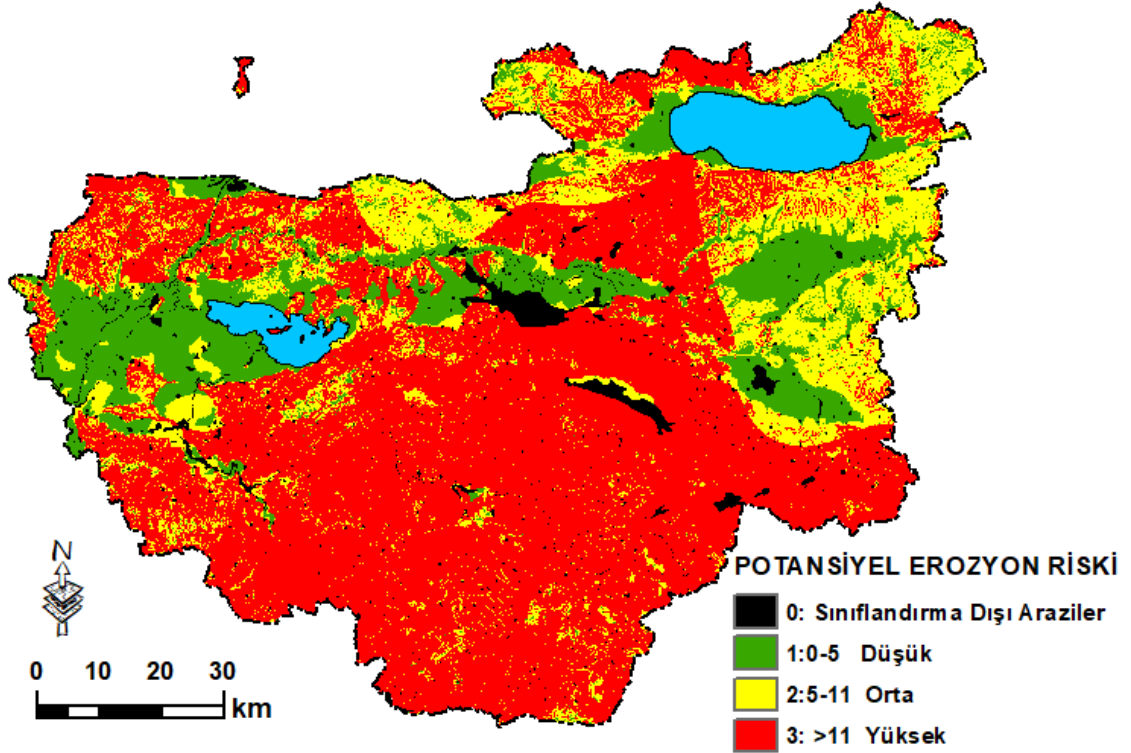 N
0 10 20 30
km
POTANSİYEL EROZYON RİSKİ
0: Sınıflandırma Dışı Araziler
1:0-5 Düşük
2:5-11 Orta
3: >11 Yüksek